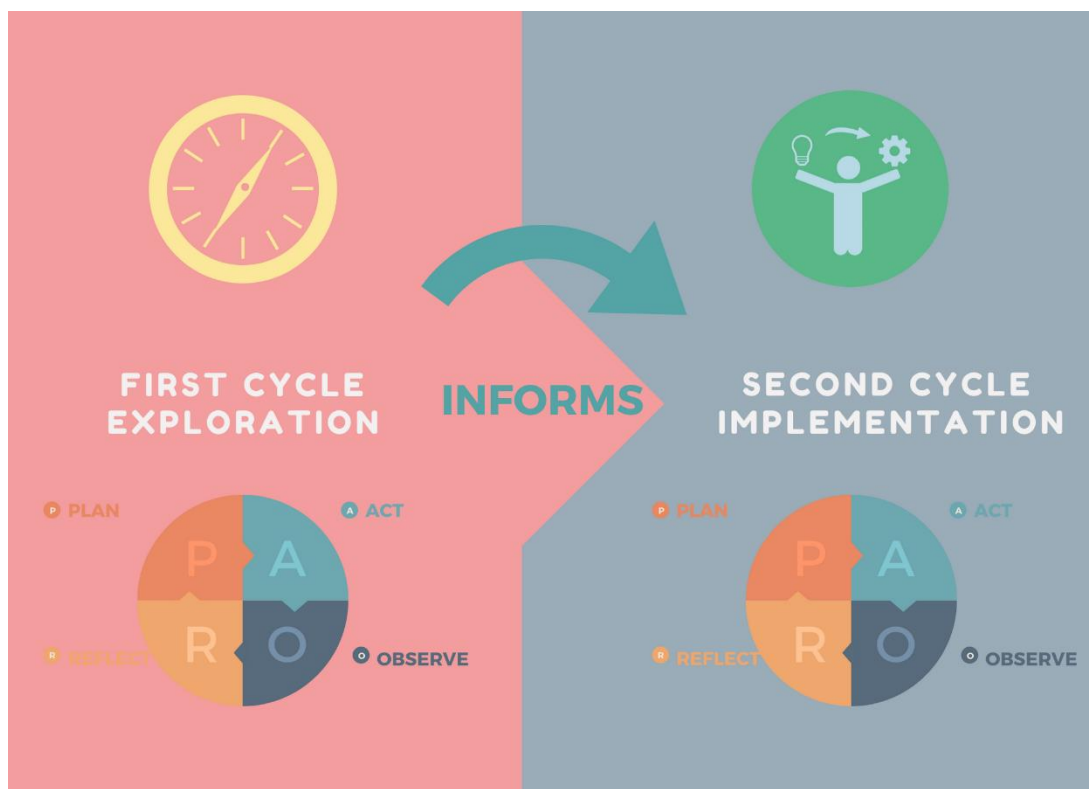 FIRST CYCLE
EXPLORATION
INFORMS
SECOND CYCLE
IMPLEMENTATION
P PLAN
A ACT
P A
R O
R REFLECT
O OBSERVE
P PLAN
A ACT
P A
R O
R REFLECT
O OBSERVE